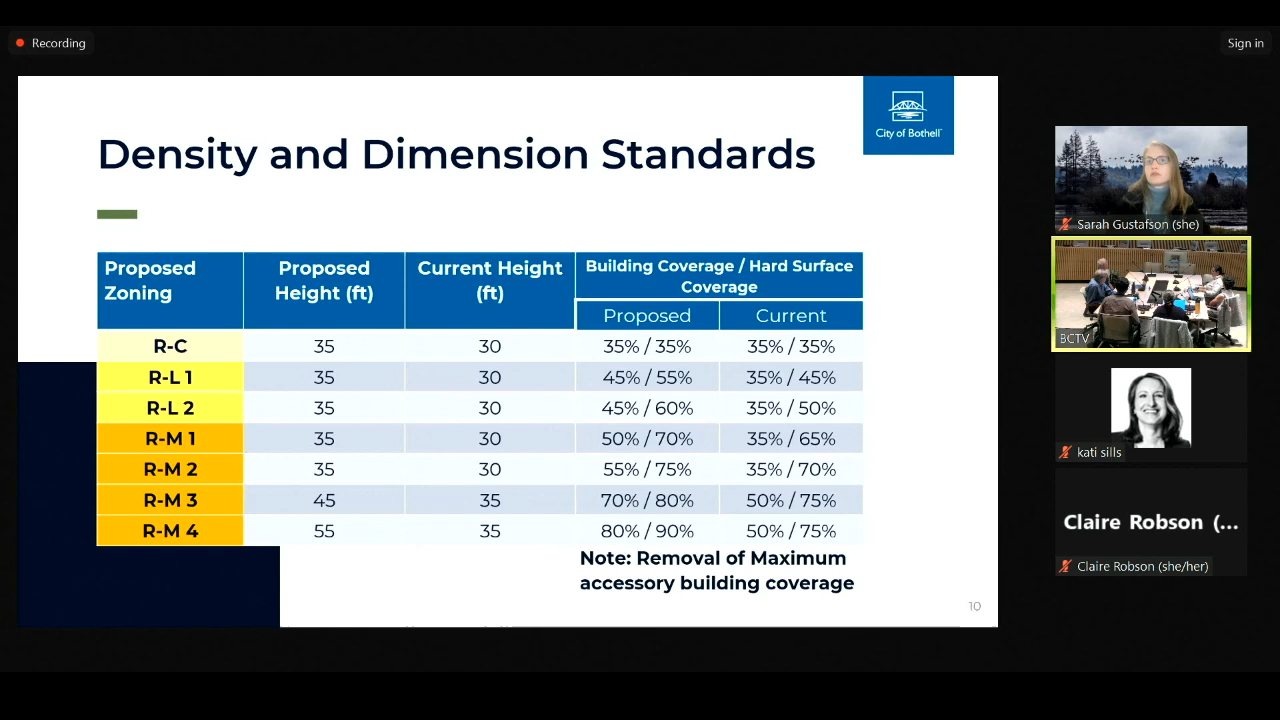 Recording
Sign in
City of Bothell
Density and Dimension Standards
Proposed Zoning
Proposed Height (ft)
Current Height (ft)
Building Coverage / Hard Surface Coverage
Proposed
Current
R-C 35 30 35% / 35% 35% / 35%
R-L 1 35 30 45% / 55% 35% / 45%
R-L 2 35 30 45% / 60% 35% / 50%
R-M 1 35 30 50% / 70% 35% / 65%
R-M 2 35 30 55% / 75% 35% / 70%
R-M 3 45 35 70% / 80% 50% / 75%
R-M 4 55 35 80% / 90% 50% / 75%
Note: Removal of Maximum
accessory building coverage
10
Sarah Gustafson (she)
BCTV
kati sills
Claire Robson (...
Claire Robson (she/her)